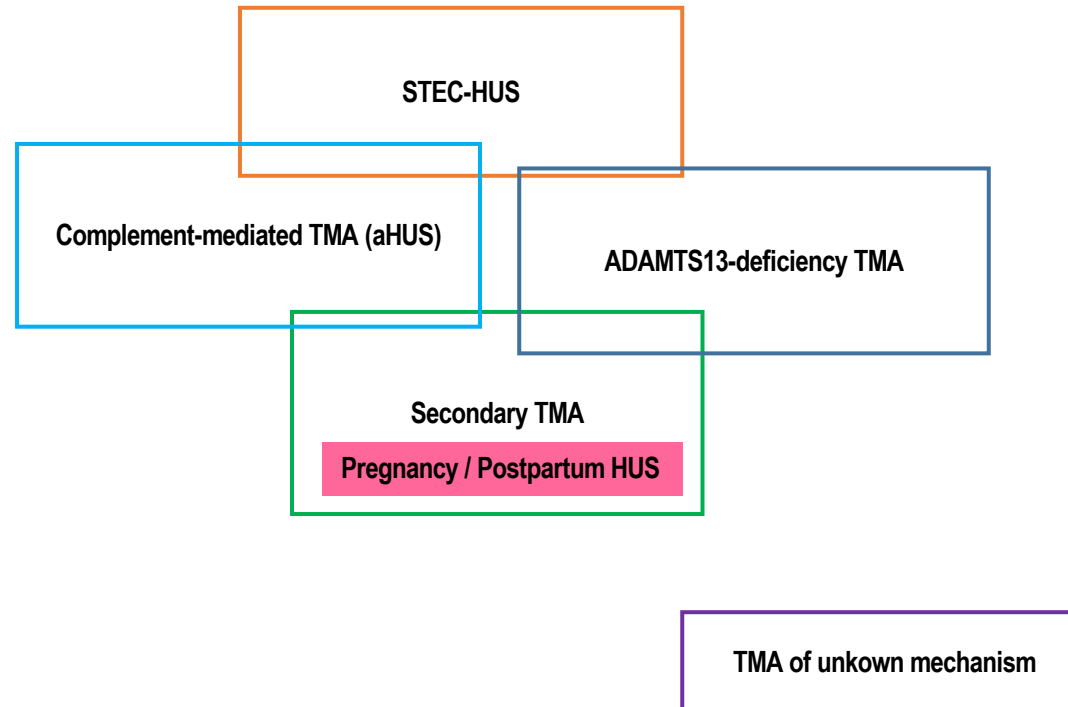 STEC-HUS
Complement-mediated TMA (aHUS)
ADAMTS13-deficiency TMA
Secondary TMA
Pregnancy / Postpartum HUS
TMA of unkown mechanism